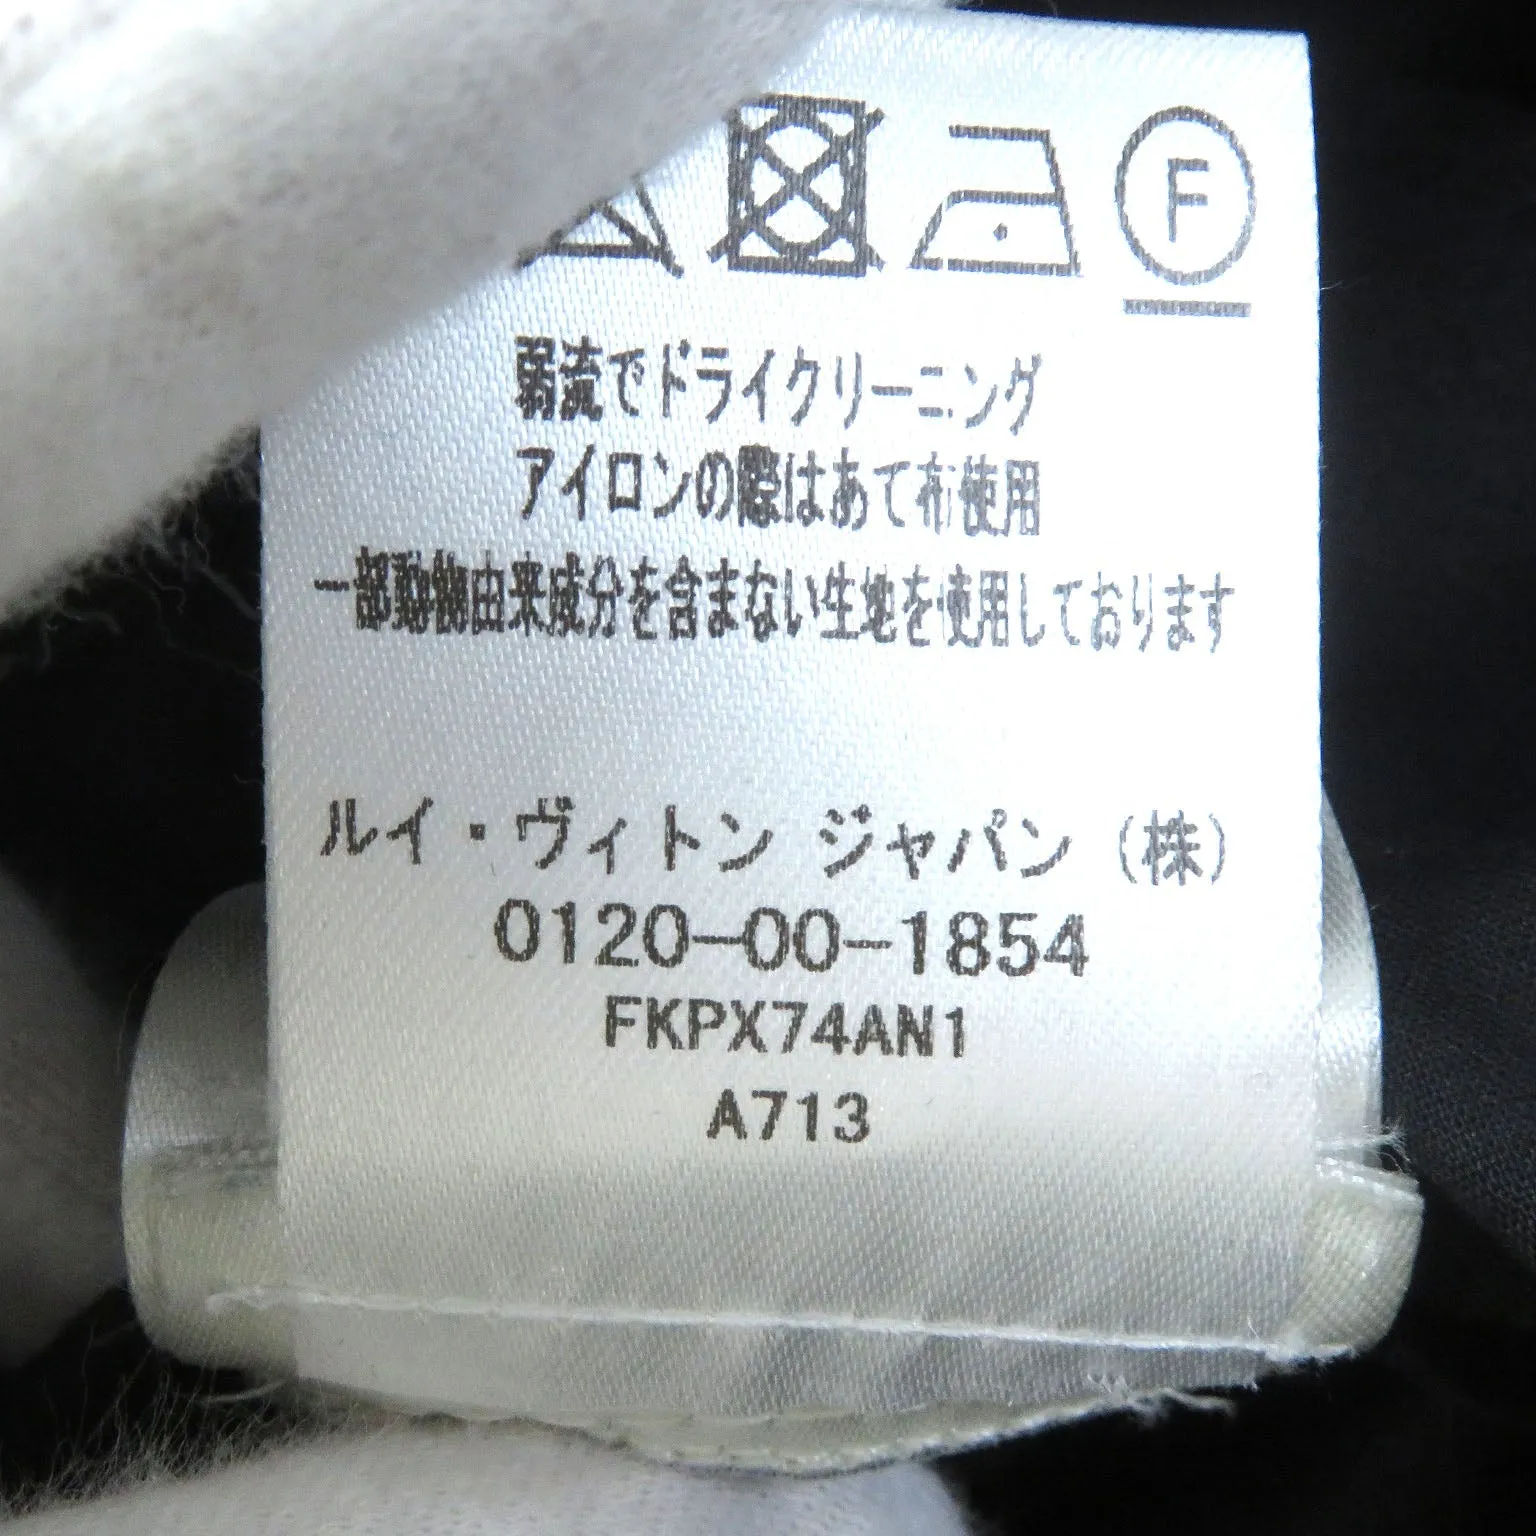 F
弱流でドライクリーニング
アイロンの際はあて布使用
一部動物由来成分を含まない生地を使用しております
ルイ・ヴィトン ジャパン (株)
0120-00-1854
FKPX74AN1
A713